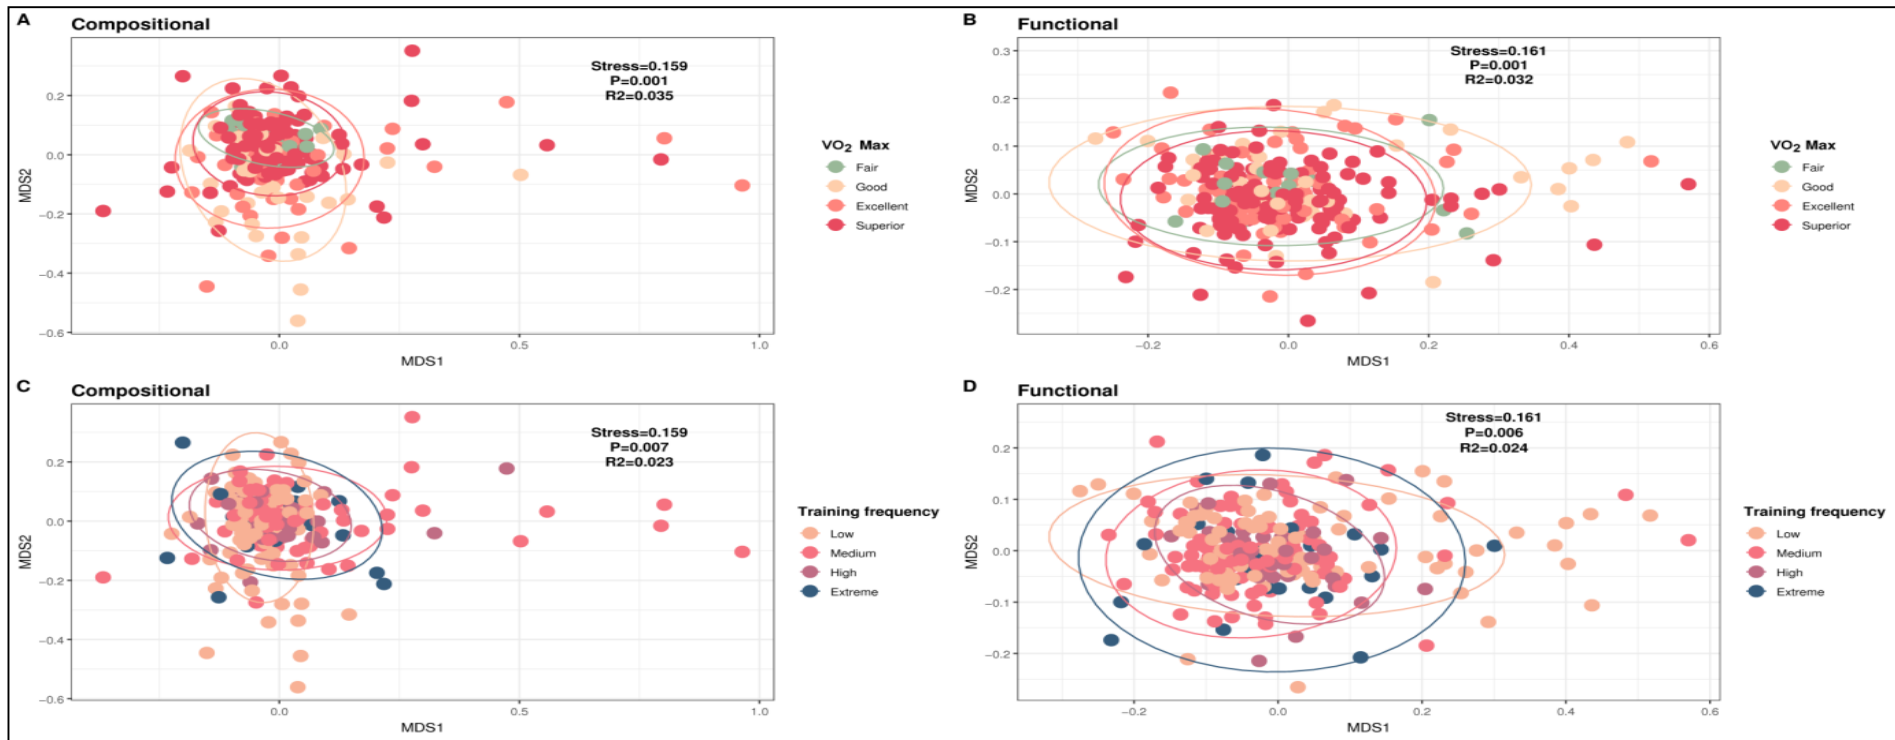 A
Compositional
Stress=0.159
P=0.001
R2=0.035
0.2
0.0
−0.2
−0.4
−0.6
MDS2
0.0
0.5
1.0
MDS1
VO2 Max
Fair
Good
Excellent
Superior
B
Functional
Stress=0.161
P=0.001
R2=0.032
0.3
0.2
0.1
0.0
−0.1
−0.2
MDS2
−0.2
0.0
0.2
0.4
0.6
MDS1
VO2 Max
Fair
Good
Excellent
Superior
C
Compositional
Stress=0.159
P=0.007
R2=0.023
0.2
0.0
−0.2
−0.4
−0.6
MDS2
0.0
0.5
1.0
MDS1
Training frequency
Low
Medium
High
Extreme
D
Functional
Stress=0.161
P=0.006
R2=0.024
0.2
0.1
0.0
−0.1
−0.2
MDS2
−0.2
0.0
0.2
0.4
0.6
MDS1
Training frequency
Low
Medium
High
Extreme